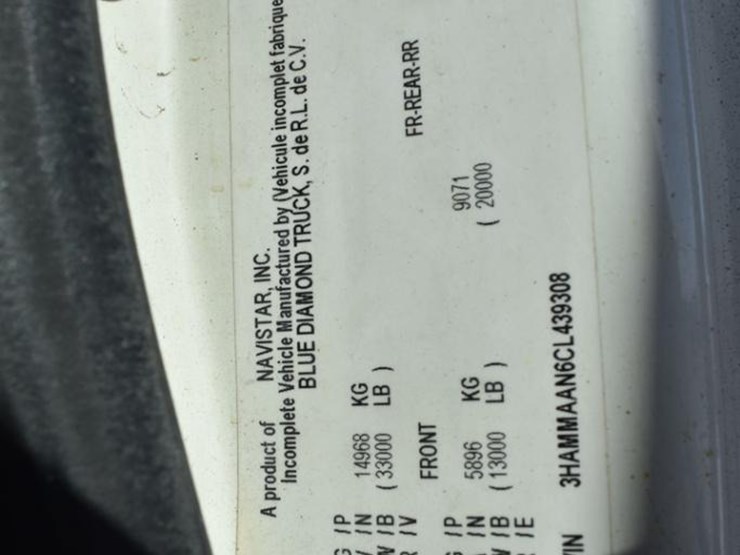 A product of NAVISTAR, INC.
Incomplete Vehicle Manufactured by (Vehicule incomplet fabrique
BLUE DIAMOND TRUCK, S. de R.L. de C.V.
/P
/N 14968 KG
/B ( 33000 LB )
/V FRONT FR-REAR-RR
/P
/N 5896 KG 9071
/B ( 13000 LB ) ( 20000
/E
VIN 3HAMMAAN6CL439308